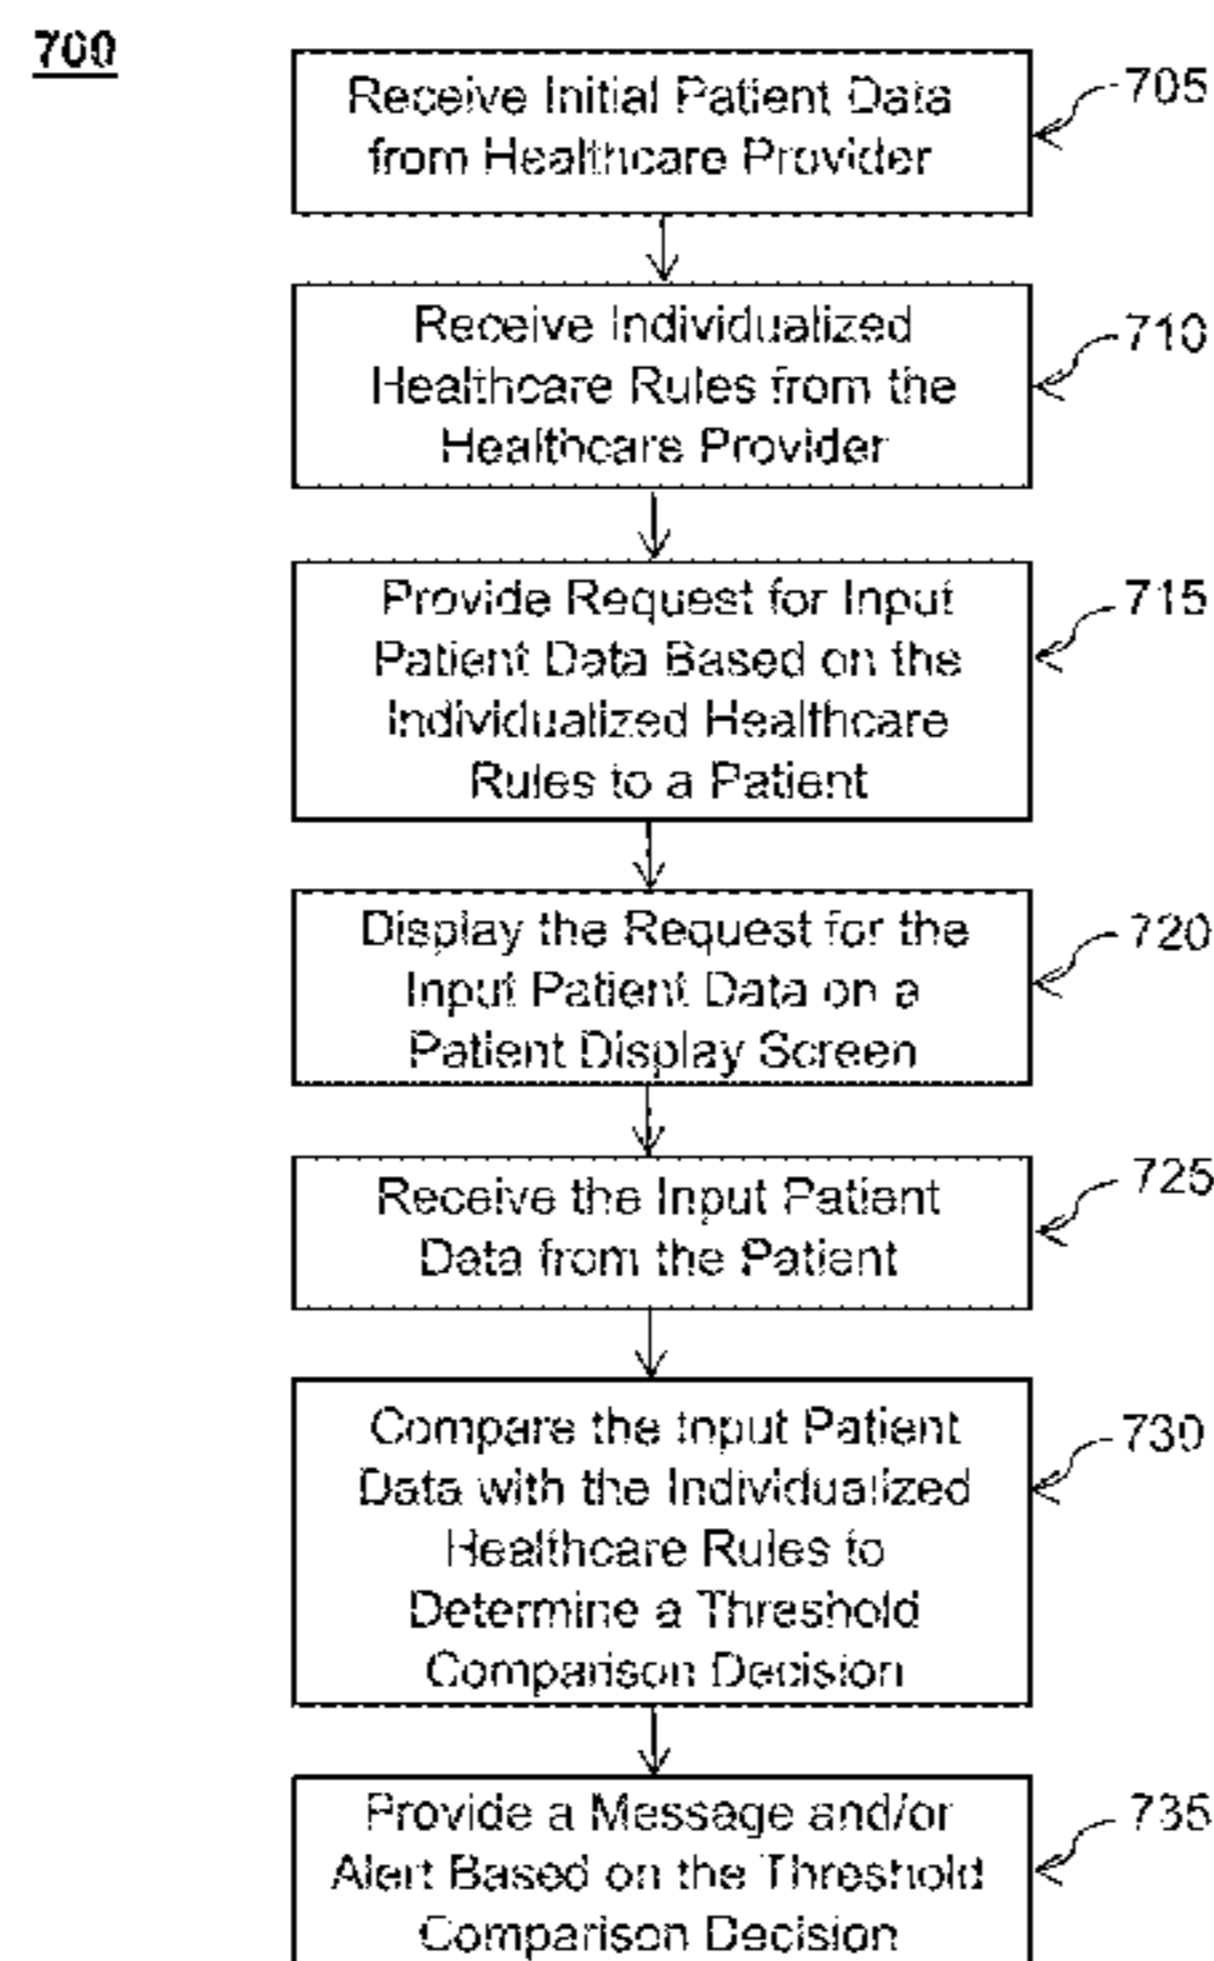 700
Receive Initial Patient Data
from Healthcare Provider
705
Receive Individualized
Healthcare Rules from the
Healthcare Provider
710
Provide Request for Input
Patient Data Based on the
Individualized Healthcare
Rules to a Patient
715
Display the Request for the
Input Patient Data on a
Patient Display Screen
720
Receive the Input Patient
Data from the Patient
725
Compare the Input Patient
Data with the Individualized
Healthcare Rules to
Determine a Threshold
Comparison Decision
730
Provide a Message and/or
Alert Based on the Threshold
Comparison Decision
735